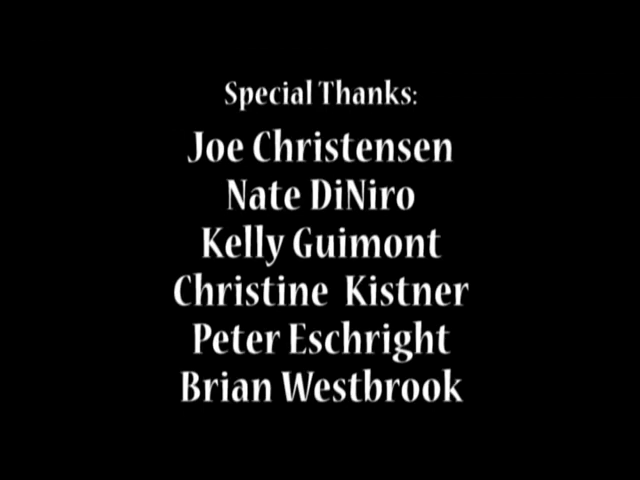 Special Thanks:
Joe Christensen
Nate DiNiro
Kelly Guimont
Christine Kistner
Peter Eschright
Brian Westbrook